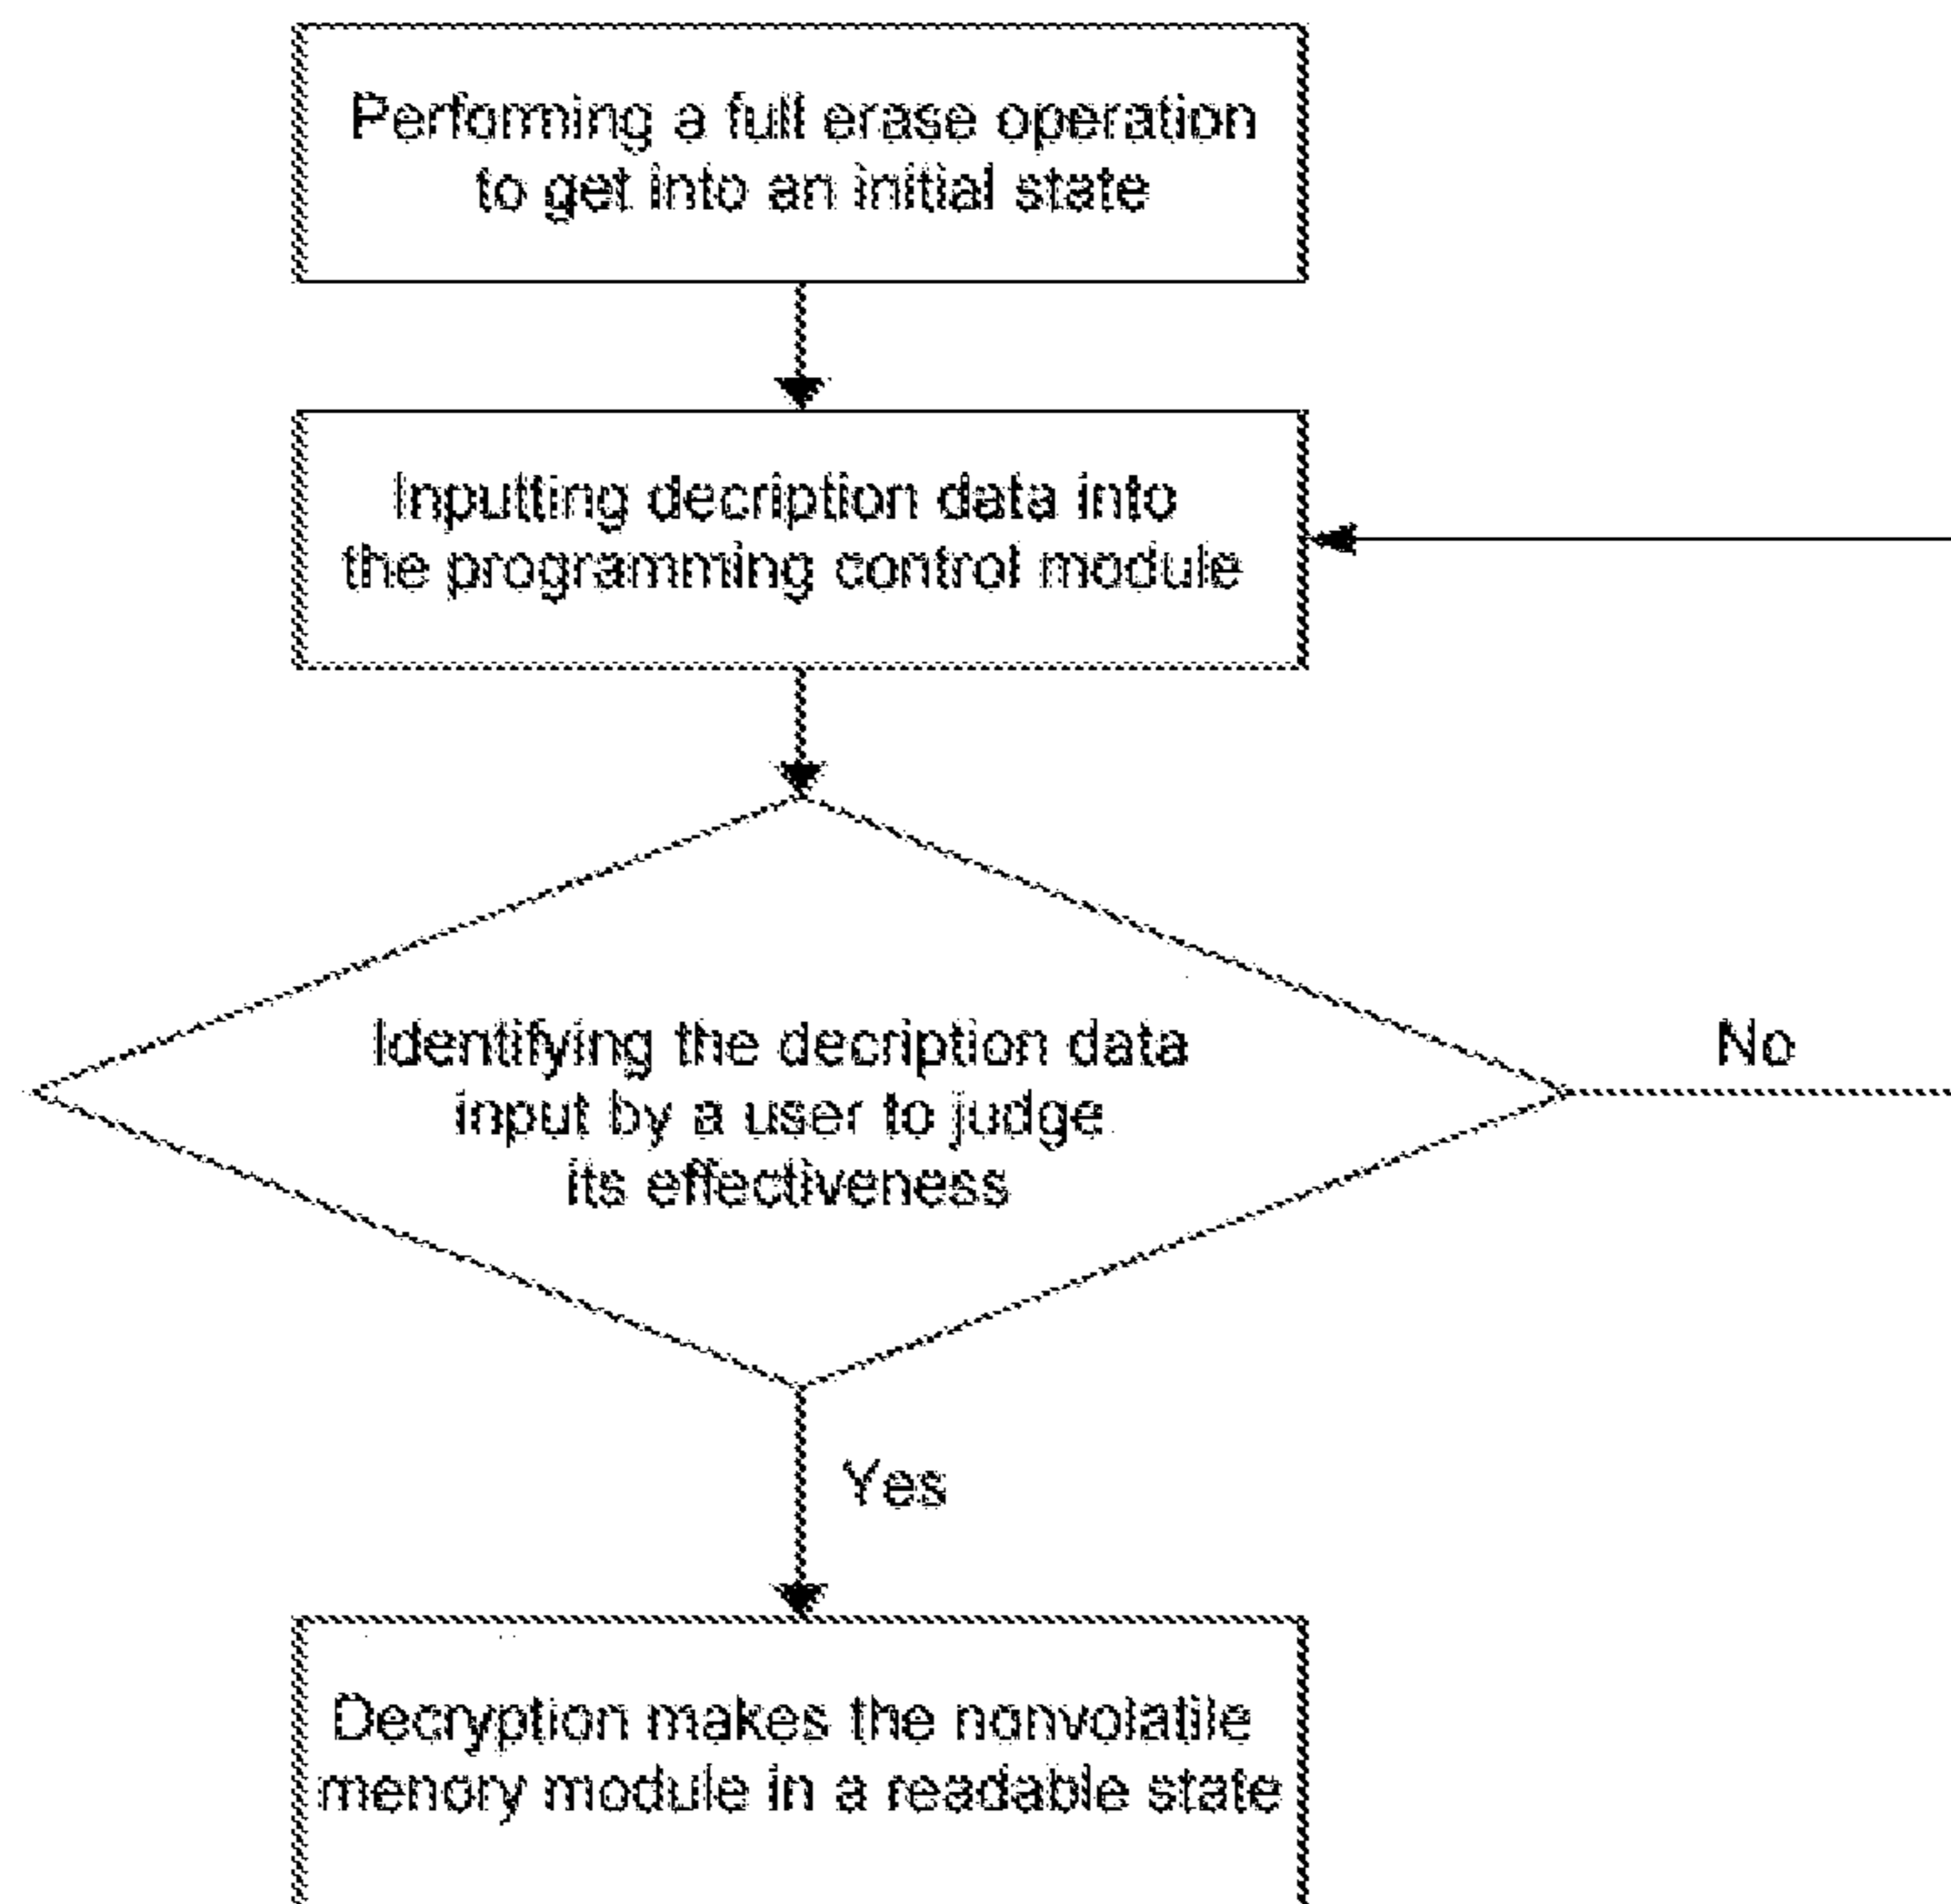 Performing a full erase operation
to get into an initial state
Inputting decription data into
the programming control module
Identifying the decription data
input by a user to judge
its effectiveness
No
Yes
Decryption makes the nonvolatile
memory module in a readable state